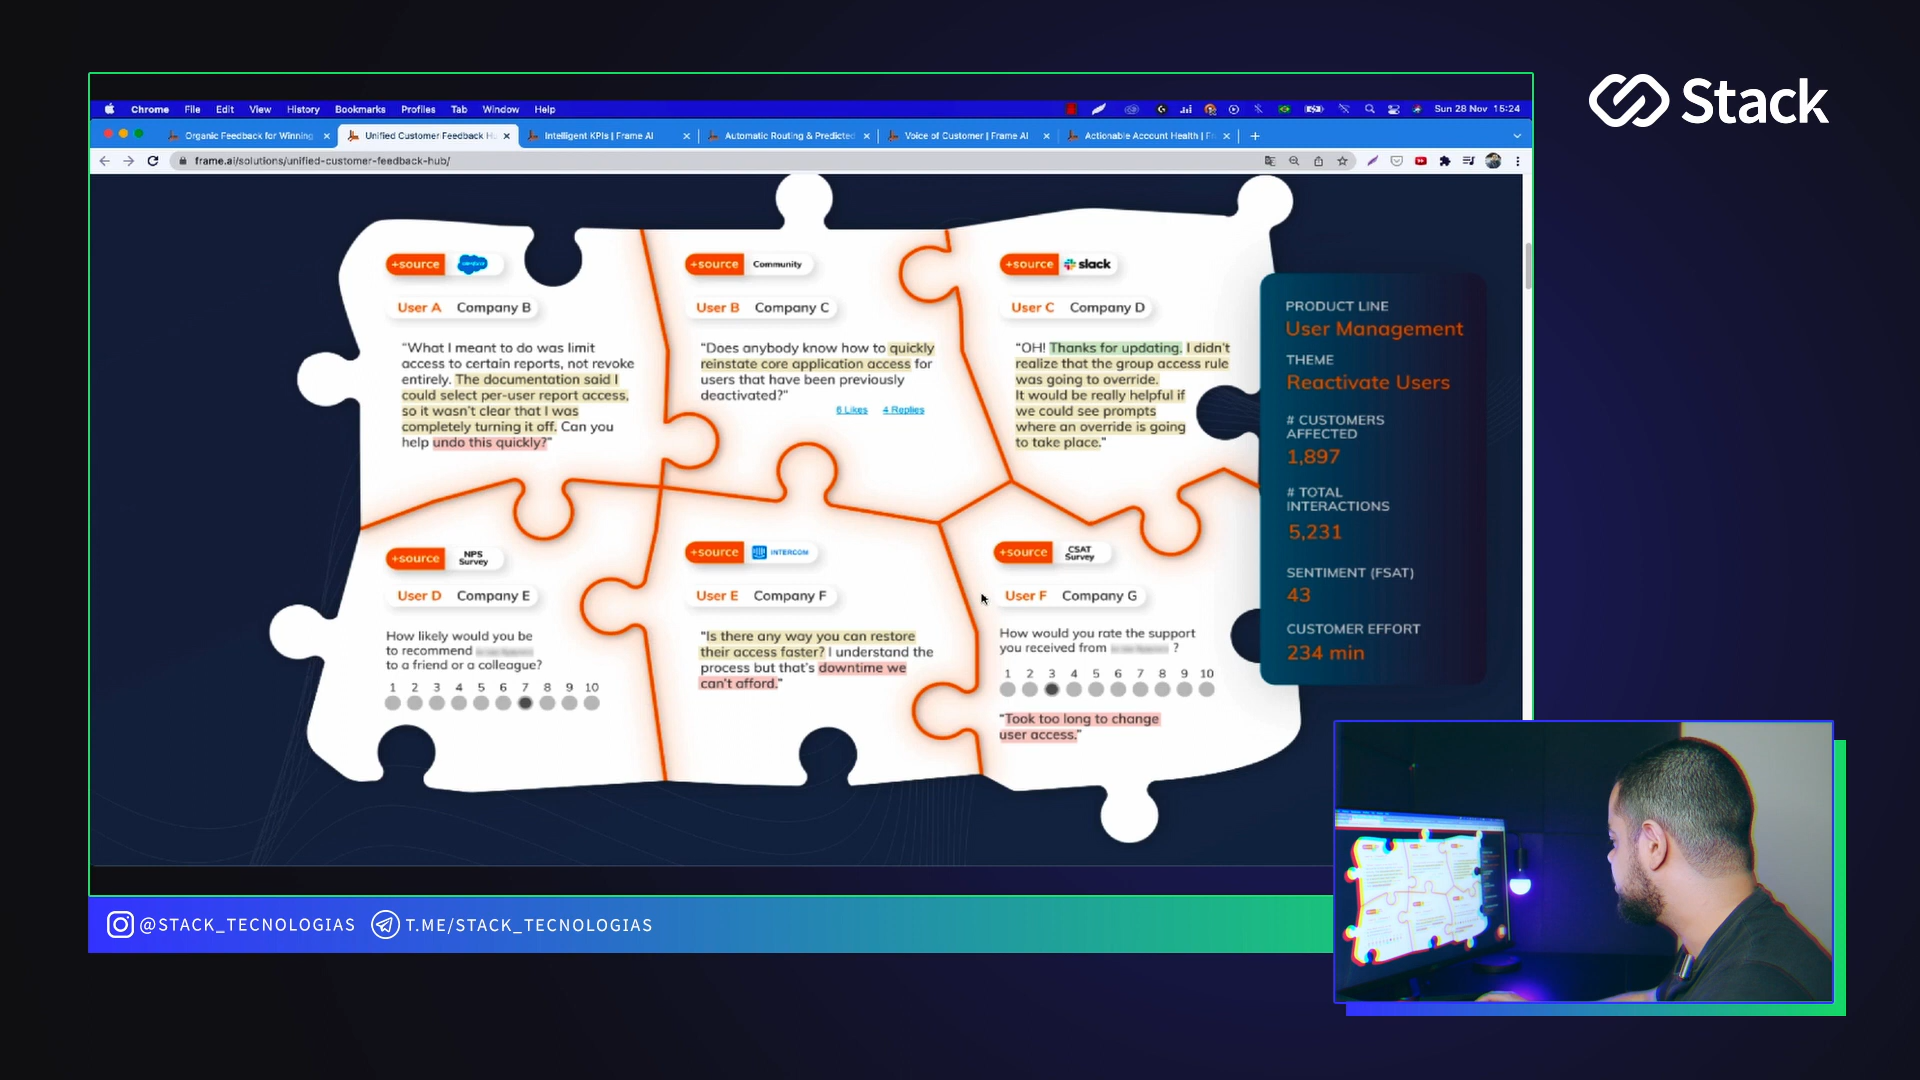 Stack
Chrome File Edit View History Bookmarks Profiles Tab Window Help
Sun 28 Nov 15:24
Organic Feedback for Winning
Unified Customer Feedback H
Intelligent KPIs | Frame AI
Automatic Routing & Predicted
Voice of Customer | Frame AI
Actionable Account Health | F
frame.ai/solutions/unified-customer-feedback-hub/
+source
User A Company B
“What I meant to do was limit
access to certain reports, not revoke
entirely. The documentation said I
could select per-user report access,
so it wasn't clear that I was
completely turning it off. Can you
help undo this quickly?”
+source Community
User B Company C
“Does anybody know how to quickly
reinstate core application access for
users that have been previously
deactivated?”
6 Likes 4 Replies
+source slack
User C Company D
“OH! Thanks for updating. I didn't
realize that the group access rule
was going to override.
It would be really helpful if
we could see prompts
where an override is going
to take place.”
+source NPS
Survey
User D Company E
How likely would you be
to recommend
to a friend or a colleague?
1 2 3 4 5 6 7 8 9 10
+source INTERCOM
User E Company F
“Is there any way you can restore
their access faster? I understand the
process but that's downtime we
can't afford.”
+source CSAT
Survey
User F Company G
How would you rate the support
you received from ?
1 2 3 4 5 6 7 8 9 10
“Took too long to change
user access.”
PRODUCT LINE
User Management
THEME
Reactivate Users
# CUSTOMERS
AFFECTED
1,897
# TOTAL
INTERACTIONS
5,231
SENTIMENT (FSAT)
43
CUSTOMER EFFORT
234 min
@STACK_TECNOLOGIAS
T.ME/STACK_TECNOLOGIAS